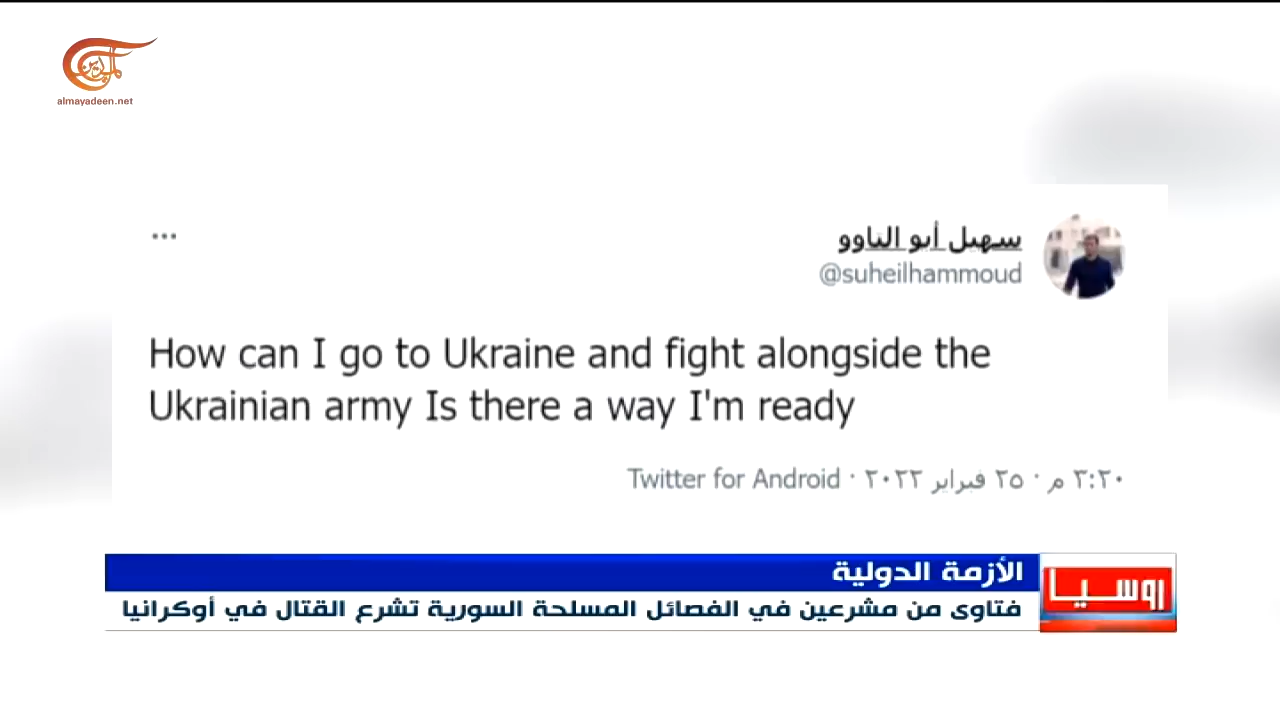 المیادین
almayadeen.net
...
سهيل أبو التاوو
@suheilhammoud
How can I go to Ukraine and fight alongside the
Ukrainian army Is there a way I'm ready
٣:٢٠ م · ٢٥ فبراير ٢٠٢٢ · Twitter for Android
الأزمة الدولية
روسيا
فتاوى من مشرعين في الفصائل المسلحة السورية تشرع القتال في أوكرانيا